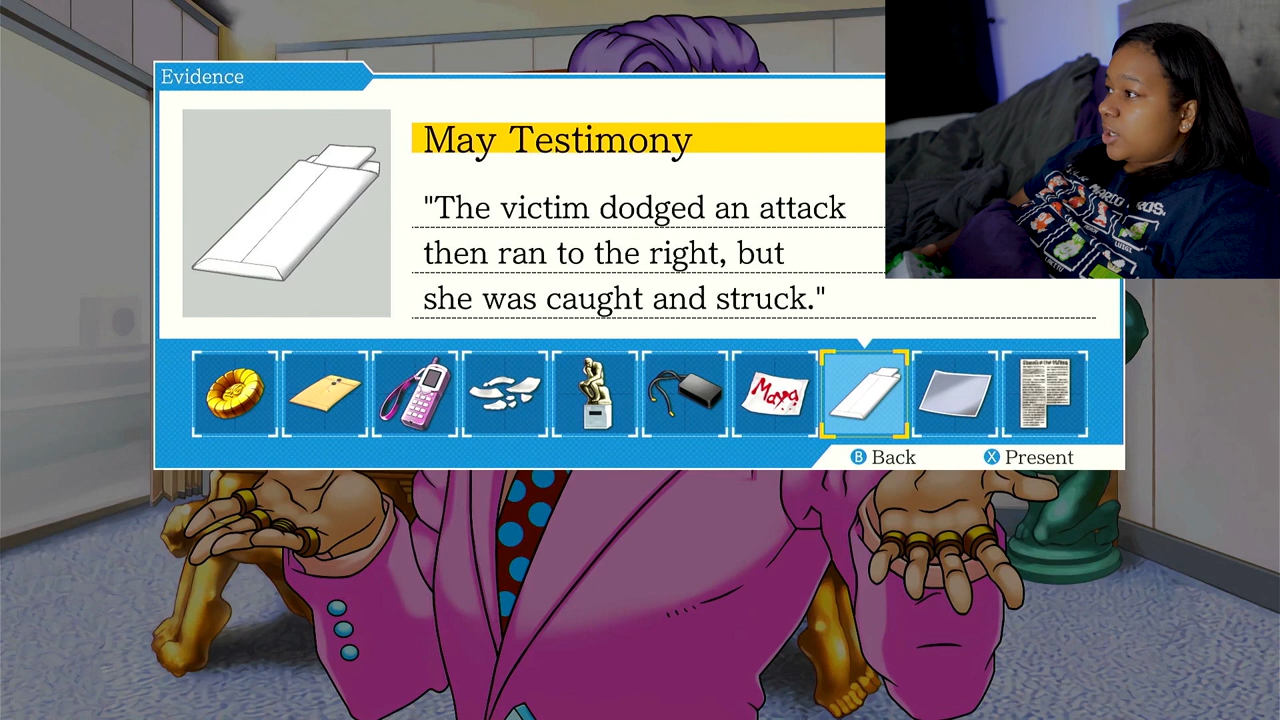 Evidence
May Testimony
"The victim dodged an attack
then ran to the right, but
she was caught and struck."
Maya
B Back
X Present